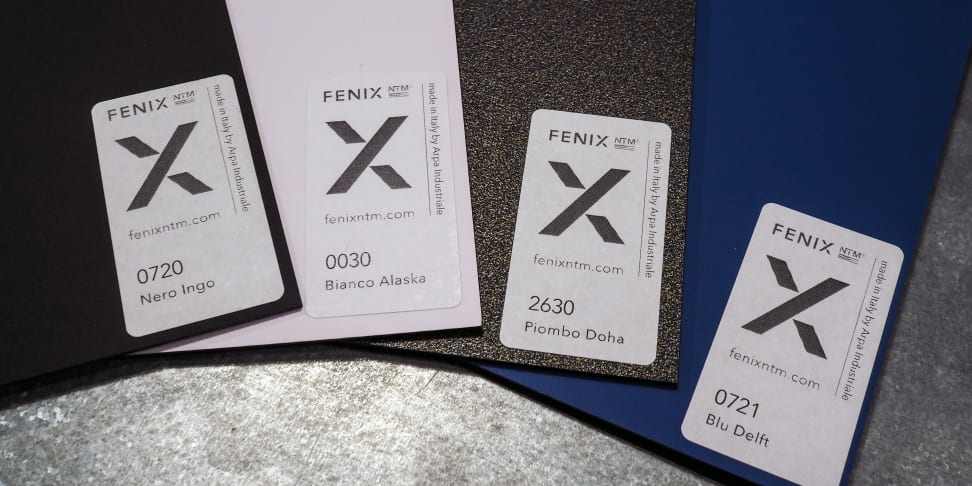 FENIX NTM®
made in Italy by Arpa Industriale
fenixntm.com
0720
Nero Ingo
FENIX NTM®
made in Italy by Arpa Industriale
fenixntm.com
0030
Bianco Alaska
FENIX NTM®
made in Italy by Arpa Industriale
fenixntm.com
2630
Piombo Doha
FENIX NTM®
made in Italy by Arpa Industriale
fenixntm.com
0721
Blu Delft